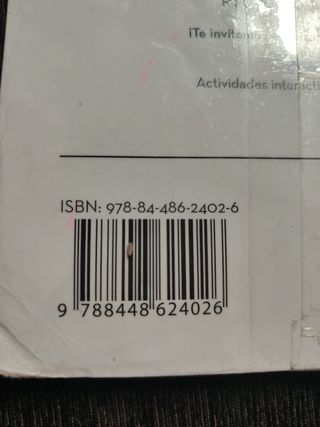 ¡Te invitamos
Actividades interacti
ISBN: 978-84-486-2402-6
9 788448 624026